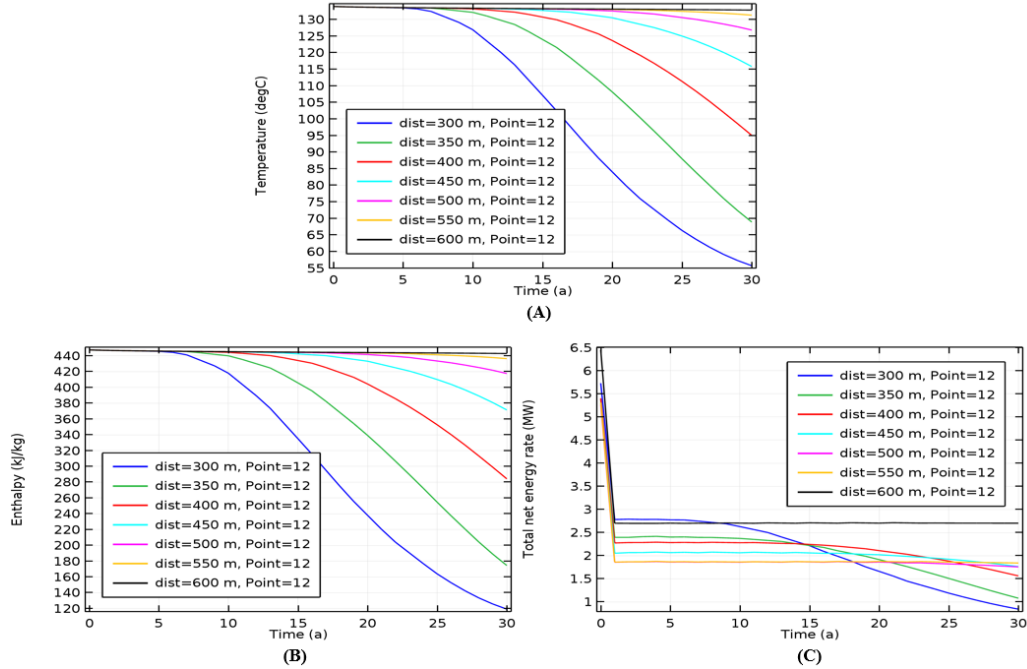 Temperature (degC)
130
125
120
115
110
105
100
95
90
85
80
75
70
65
60
55
dist=300 m, Point=12
dist=350 m, Point=12
dist=400 m, Point=12
dist=450 m, Point=12
dist=500 m, Point=12
dist=550 m, Point=12
dist=600 m, Point=12
0 5 10 15 20 25 30
Time (a)
(A)
Enthalpy (kJ/kg)
440
420
400
380
360
340
320
300
280
260
240
220
200
180
160
140
120
dist=300 m, Point=12
dist=350 m, Point=12
dist=400 m, Point=12
dist=450 m, Point=12
dist=500 m, Point=12
dist=550 m, Point=12
dist=600 m, Point=12
0 5 10 15 20 25 30
Time (a)
(B)
Total net energy rate (MW)
6.5
6
5.5
5
4.5
4
3.5
3
2.5
2
1.5
1
dist=300 m, Point=12
dist=350 m, Point=12
dist=400 m, Point=12
dist=450 m, Point=12
dist=500 m, Point=12
dist=550 m, Point=12
dist=600 m, Point=12
0 5 10 15 20 25 30
Time (a)
(C)